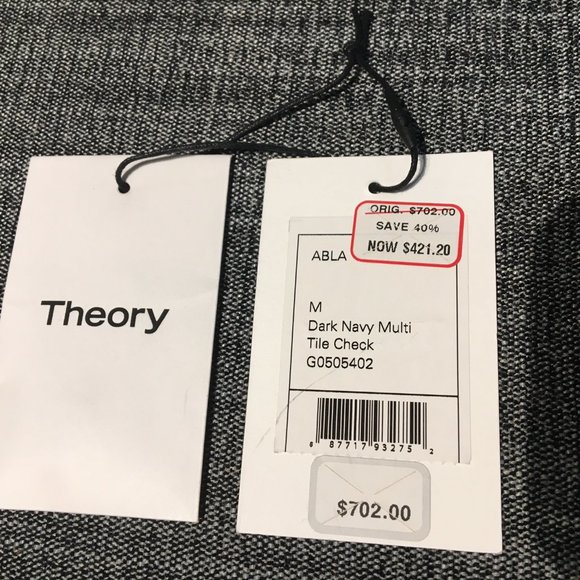 Theory
ORIG. $702.00
SAVE 40%
NOW $421.20
ABLA
M
Dark Navy Multi
Tile Check
G0505402
6 87717 93275 2
$702.00